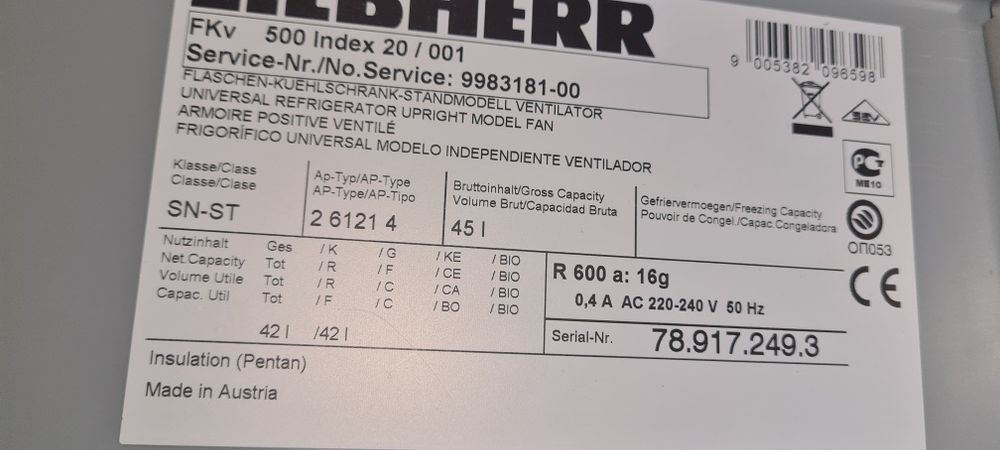 LIEBHERR
FKv 500 Index 20 / 001
Service-Nr./No.Service: 9983181-00
9 005382 096598
FLASCHEN-KUEHLSCHRANK-STANDMODELL VENTILATOR
UNIVERSAL REFRIGERATOR UPRIGHT MODEL FAN
ARMOIRE POSITIVE VENTILÉ
FRIGORÍFICO UNIVERSAL MODELO INDEPENDIENTE VENTILADOR
SEV
PCT
ME10
ОП053
CE
Klasse/Class
Classe/Clase
SN-ST
Ap-Typ/AP-Type
AP-Type/AP-Tipo
2 6121 4
Bruttoinhalt/Gross Capacity
Volume Brut/Capacidad Bruta
45 l
Gefriervermoegen/Freezing Capacity
Pouvoir de Congel./Capac.Congeladora
Nutzinhalt Ges / K / G / KE / BIO
Net.Capacity Tot / R / F / CE / BIO
Volume Utile Tot / R / C / CA / BIO
Capac. Util Tot / F / C / BO / BIO
42 l /42 l
R 600 a: 16g
0,4 A AC 220-240 V 50 Hz
Serial-Nr. 78.917.249.3
Insulation (Pentan)
Made in Austria